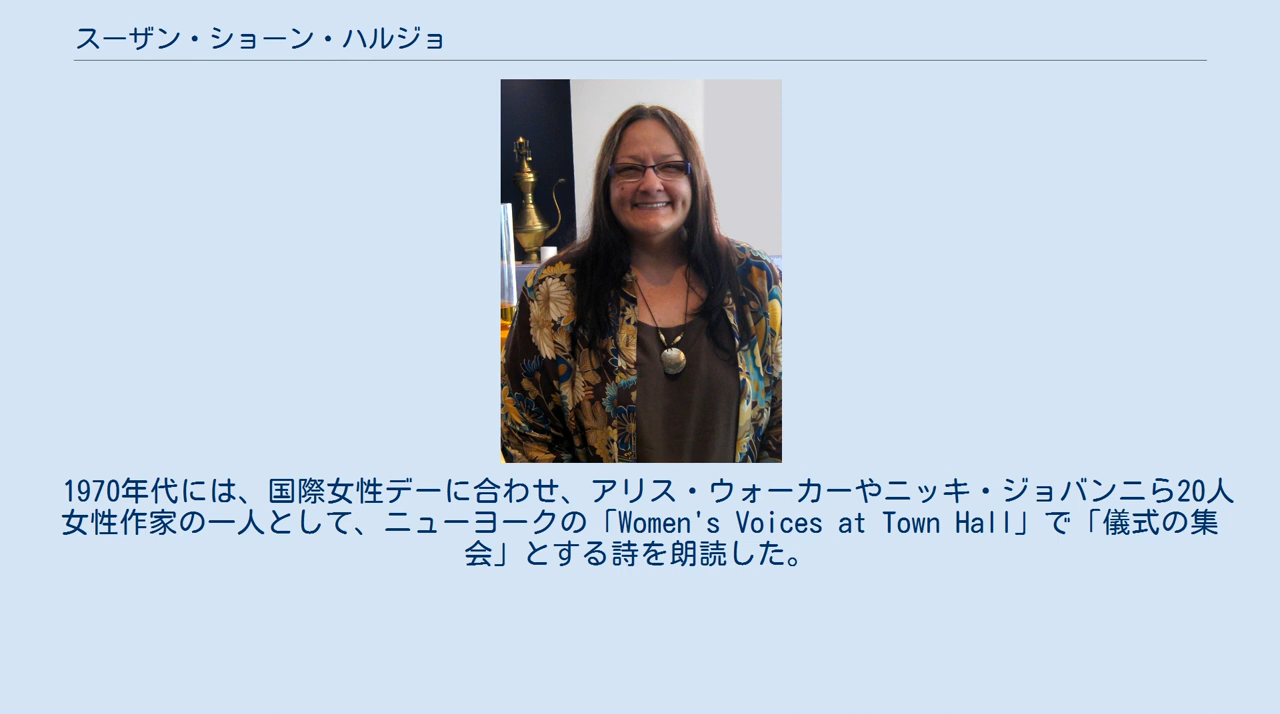 スーザン・ショーン・ハルジョ
1970年代には、国際女性デーに合わせ、アリス・ウォーカーやニッキ・ジョバンニら20人
女性作家の一人として、ニューヨークの「Women's Voices at Town Hall」で「儀式の集
会」とする詩を朗読した。